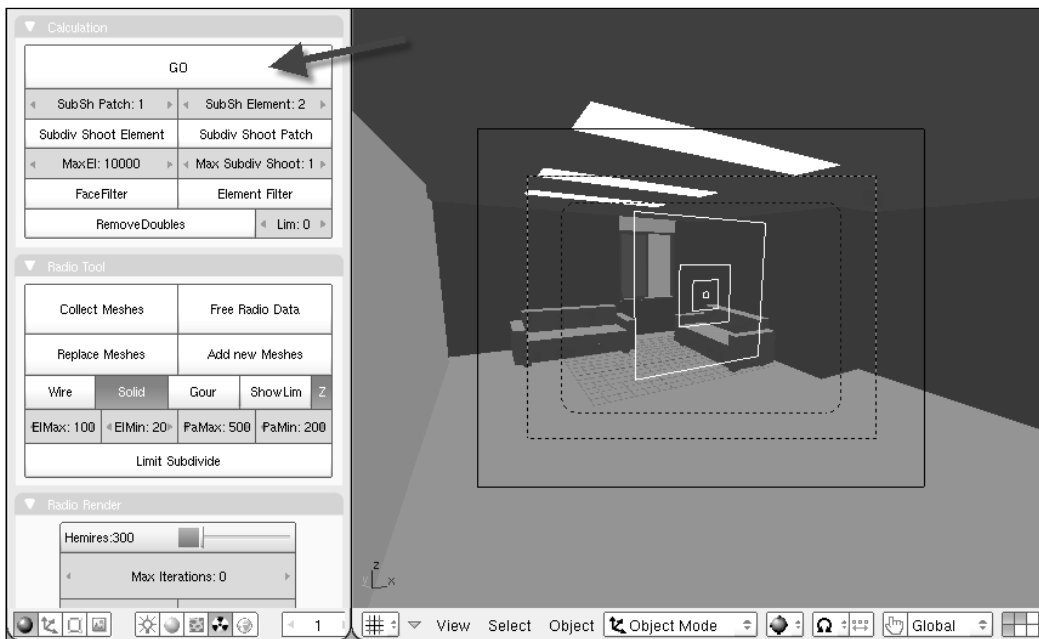 Calculation
GO
SubSh Patch: 1
SubSh Element: 2
Subdiv Shoot Element
Subdiv Shoot Patch
MaxEl: 10000
Max Subdiv Shoot: 1
FaceFilter
Element Filter
RemoveDoubles
Lim: 0
Radio Tool
Collect Meshes
Free Radio Data
Replace Meshes
Add new Meshes
Wire
Solid
Gour
ShowLim
Z
ElMax: 100
ElMin: 20
PaMax: 500
PaMin: 200
Limit Subdivide
Radio Render
Hemires:300
Max Iterations: 0
1
z
y
x
View
Select
Object
Object Mode
Global